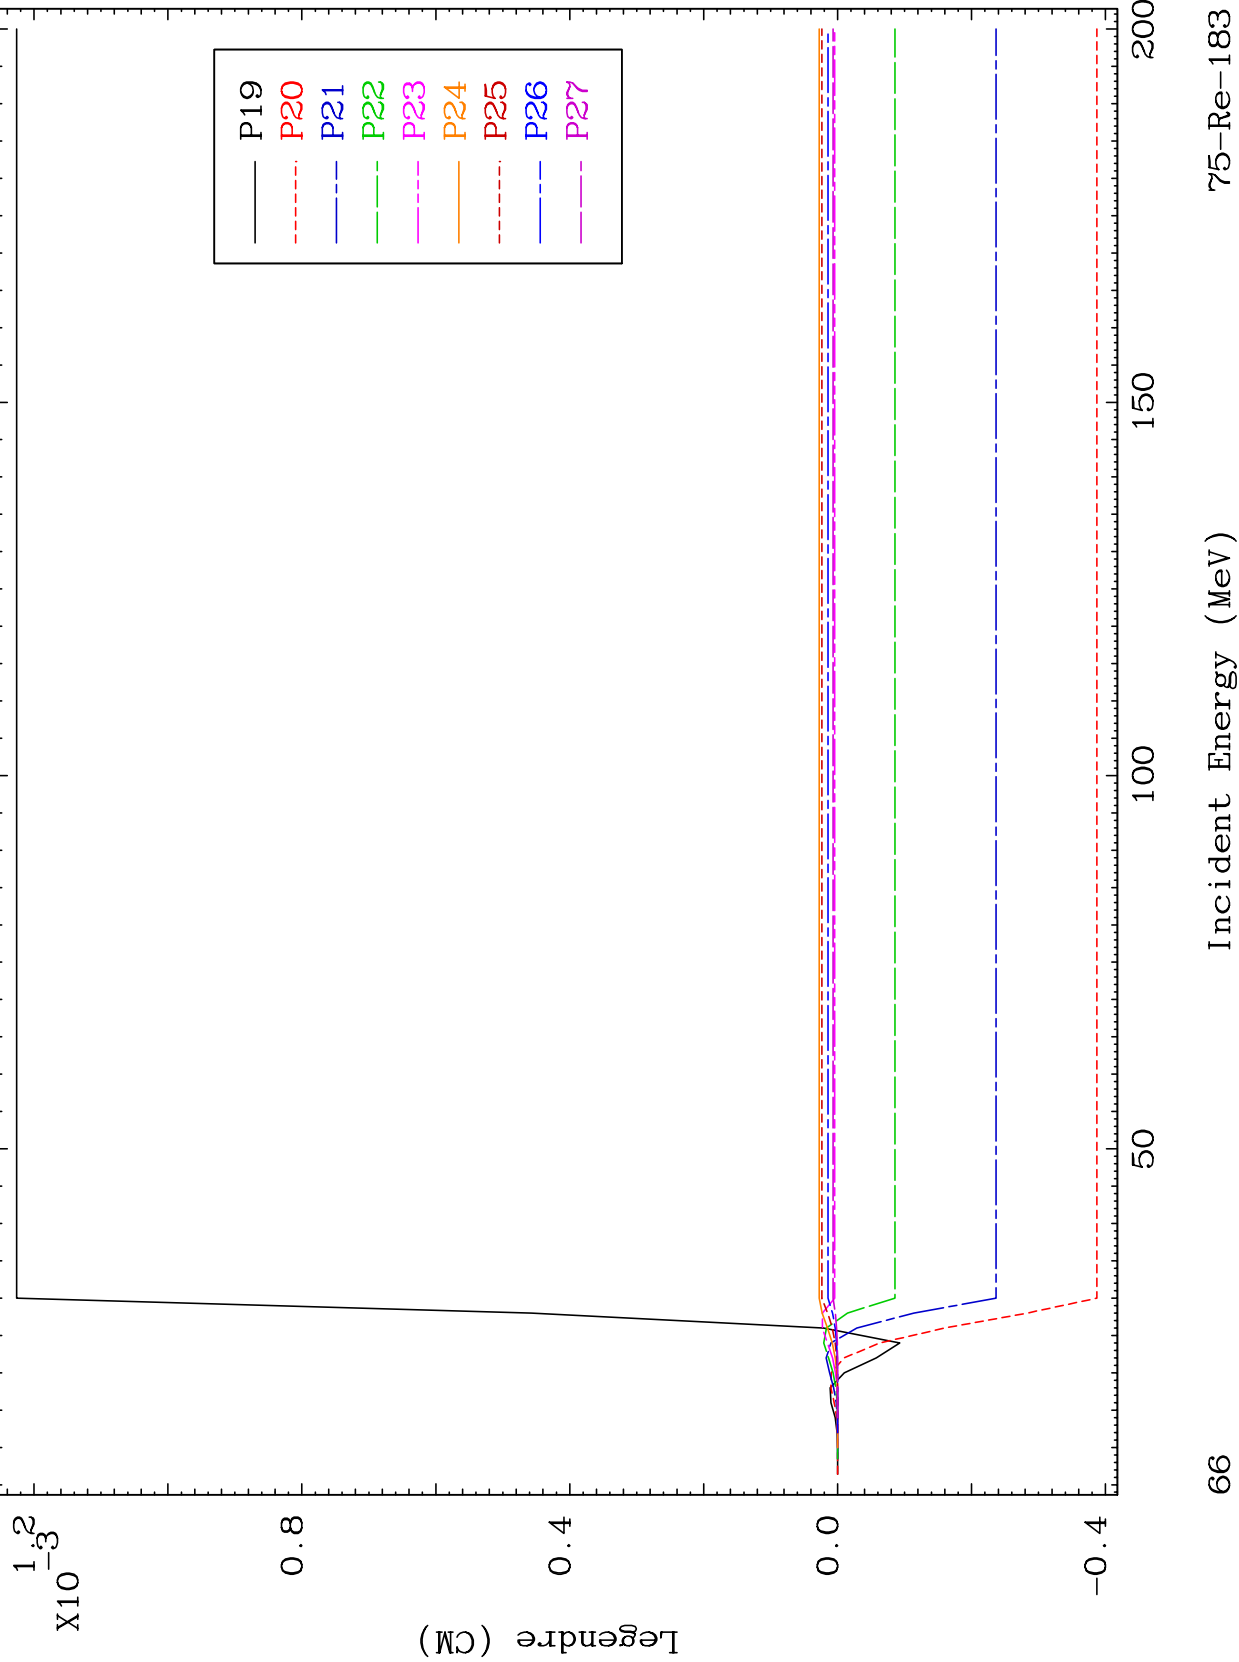 P19
P20
P21
P22
P23
P24
P25
P26
P27
1.2
X10 -3
0.8
0.4
0.0
-0.4
Legendre (CM)
50
100
150
200
Incident Energy (MeV)
66
75-Re-183